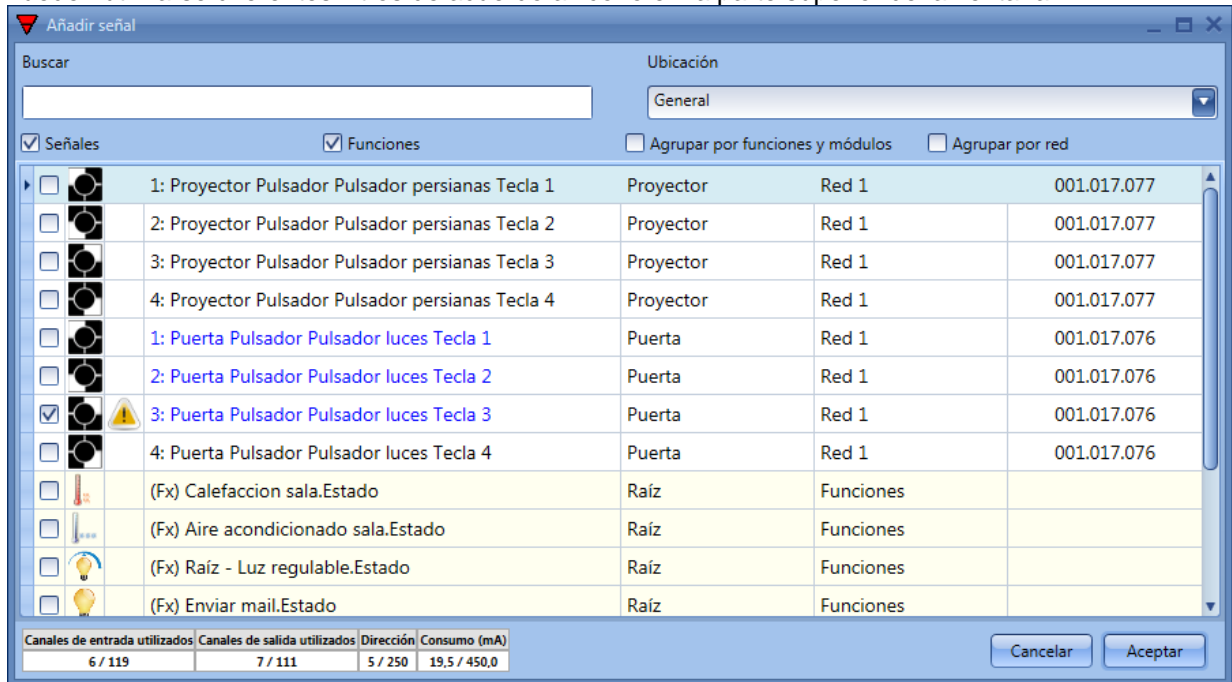 Añadir señal
Buscar
Ubicación
General
Señales
Funciones
Agrupar por funciones y módulos
Agrupar por red
1: Proyector Pulsador Pulsador persianas Tecla 1 Proyector Red 1 001.017.077
2: Proyector Pulsador Pulsador persianas Tecla 2 Proyector Red 1 001.017.077
3: Proyector Pulsador Pulsador persianas Tecla 3 Proyector Red 1 001.017.077
4: Proyector Pulsador Pulsador persianas Tecla 4 Proyector Red 1 001.017.077
1: Puerta Pulsador Pulsador luces Tecla 1 Puerta Red 1 001.017.076
2: Puerta Pulsador Pulsador luces Tecla 2 Puerta Red 1 001.017.076
3: Puerta Pulsador Pulsador luces Tecla 3 Puerta Red 1 001.017.076
4: Puerta Pulsador Pulsador luces Tecla 4 Puerta Red 1 001.017.076
(Fx) Calefaccion sala.Estado Raíz Funciones
(Fx) Aire acondicionado sala.Estado Raíz Funciones
(Fx) Raíz - Luz regulable.Estado Raíz Funciones
(Fx) Enviar mail.Estado Raíz Funciones
Canales de entrada utilizados Canales de salida utilizados Dirección Consumo (mA)
6 / 119 7 / 111 5 / 250 19,5 / 450,0
Cancelar
Aceptar